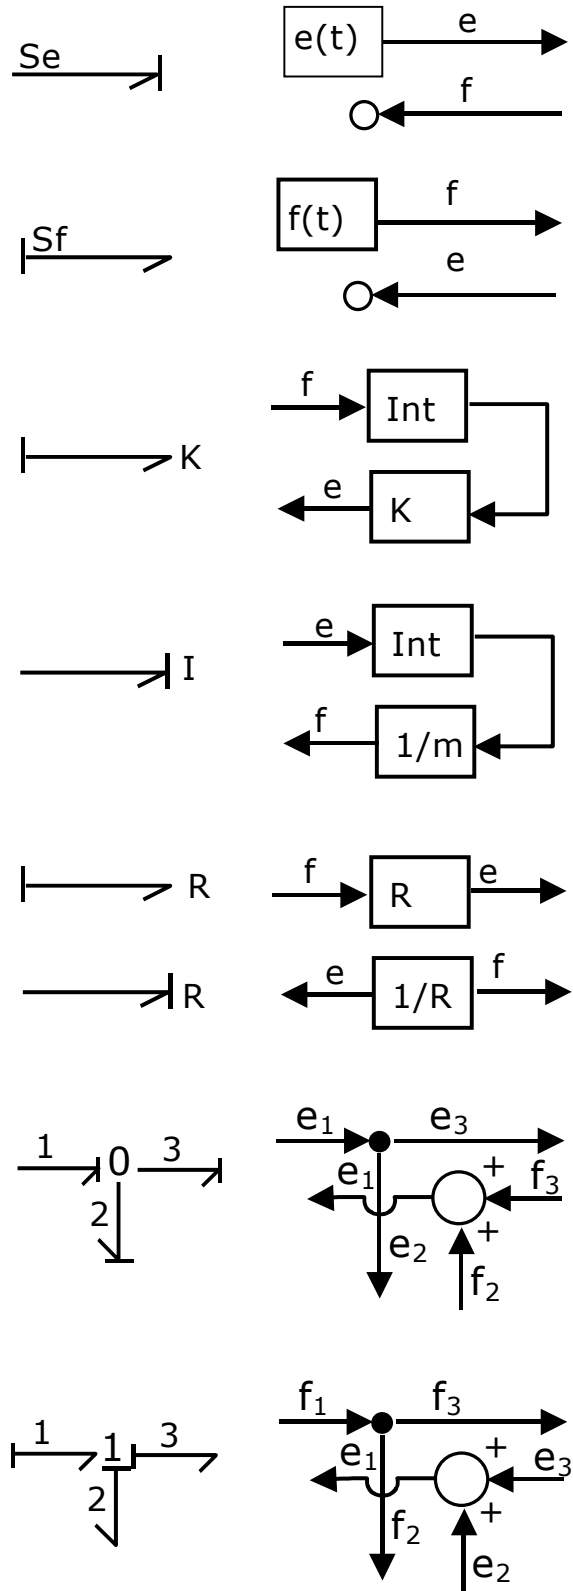 Se e(t) e
f
Sf f(t) f
e
K f Int
e K
I e Int
f 1/m
R f R e
R e 1/R f
1 0 3 e₁ e₃
2 e₁ + f₃
e₂ +
f₂
1 1 3 f₁ f₃
2 e₁ + e₃
f₂ +
e₂